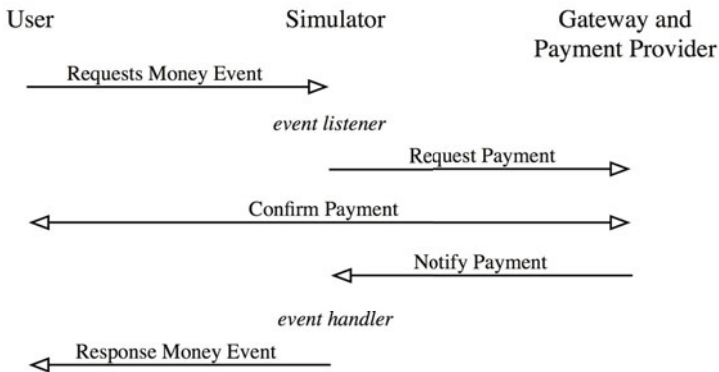 User
Simulator
Gateway and
Payment Provider
Requests Money Event
event listener
Request Payment
Confirm Payment
Notify Payment
event handler
Response Money Event